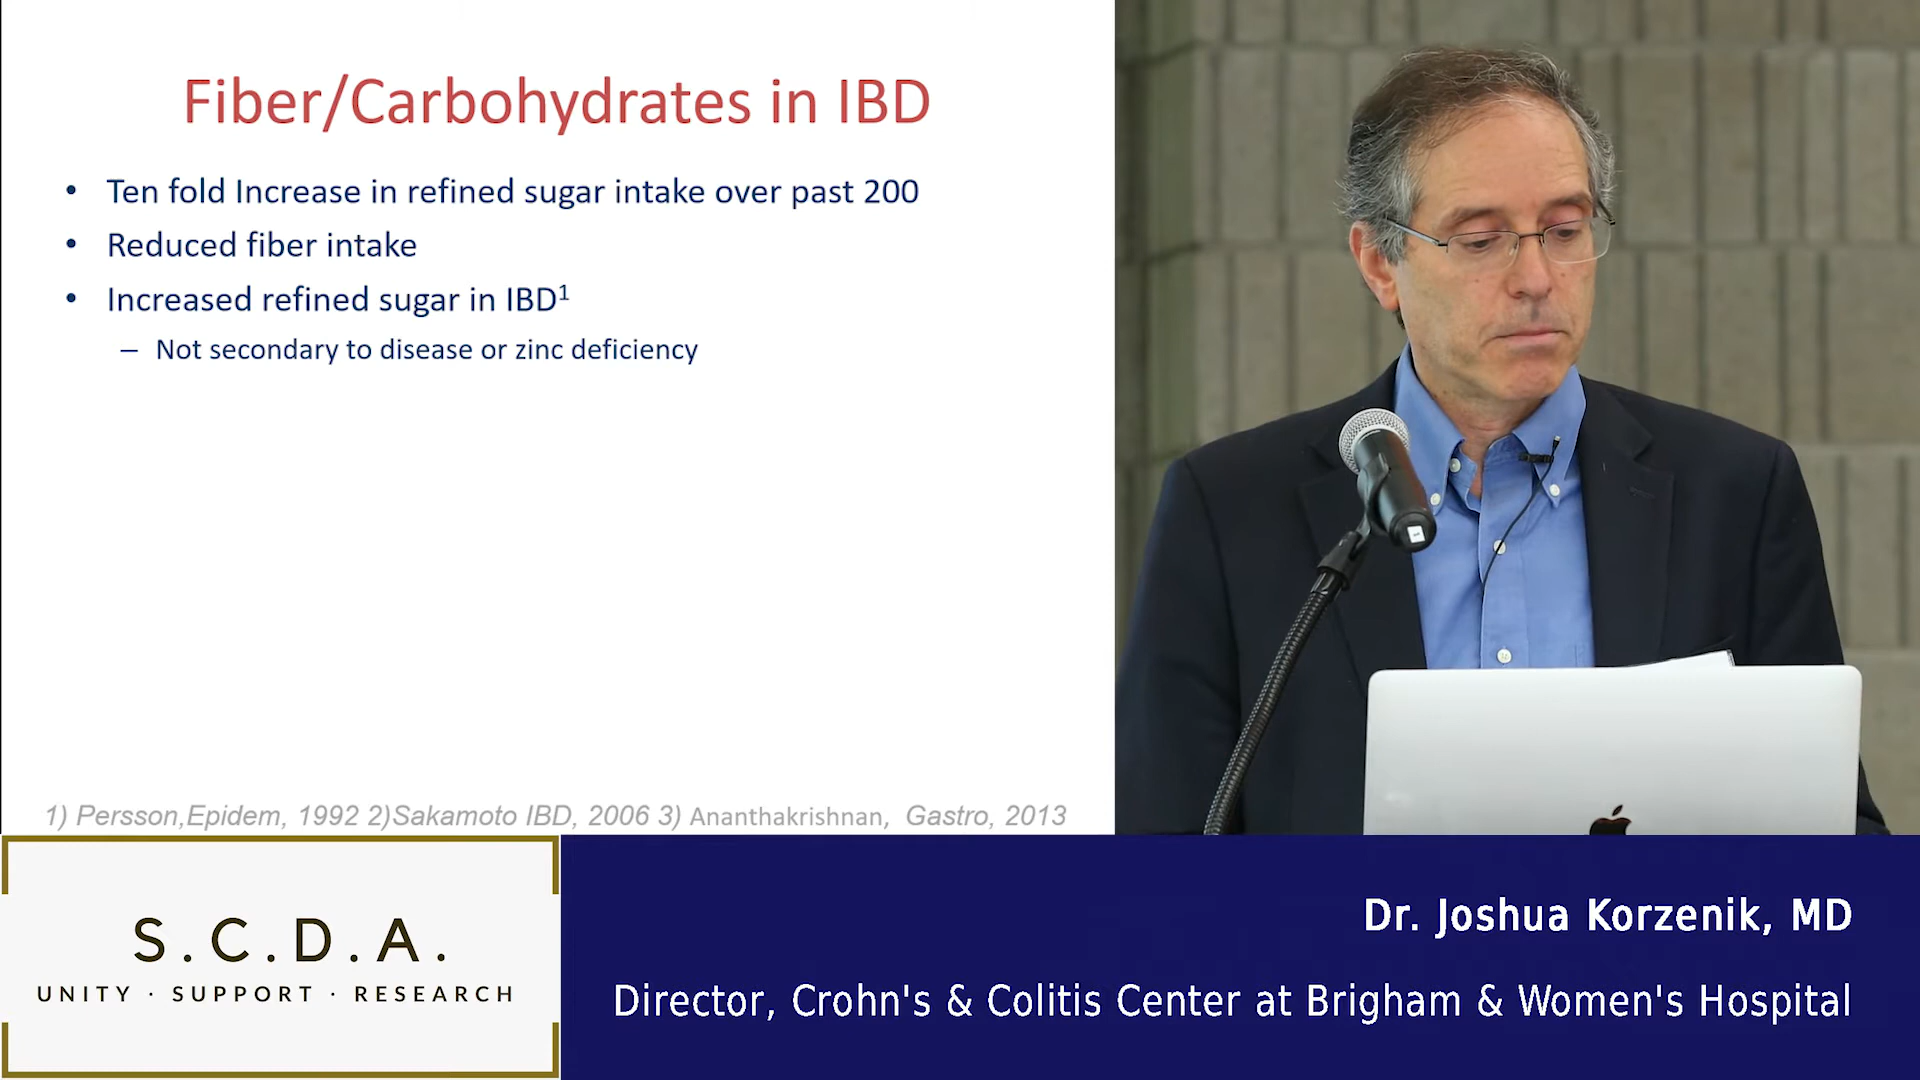 Fiber/Carbohydrates in IBD
• Ten fold Increase in refined sugar intake over past 200
• Reduced fiber intake
• Increased refined sugar in IBD¹
– Not secondary to disease or zinc deficiency
1) Persson,Epidem, 1992 2)Sakamoto IBD, 2006 3) Ananthakrishnan, Gastro, 2013
S.C.D.A.
UNITY · SUPPORT · RESEARCH
Dr. Joshua Korzenik, MD
Director, Crohn's & Colitis Center at Brigham & Women's Hospital